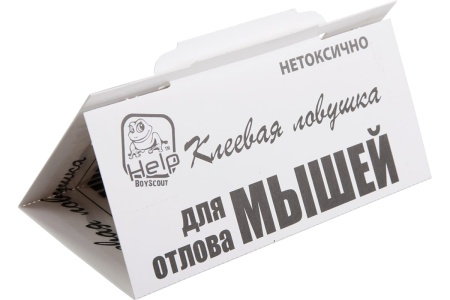 НЕТОКСИЧНО
Клеевая ловушка
Help
BOYSCOUT
для
отлова МЫШЕЙ